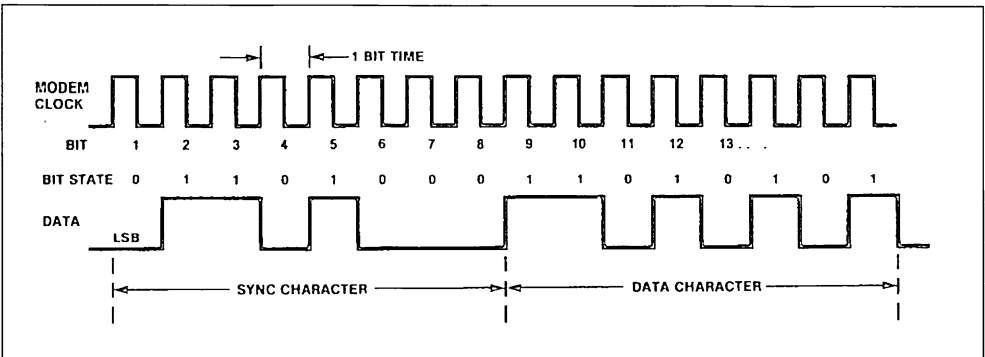 1 BIT TIME
MODEM
CLOCK
BIT 1 2 3 4 5 6 7 8 9 10 11 12 13 . . .
BIT STATE 0 1 1 0 1 0 0 0 1 1 0 1 0 1 0 1
DATA
LSB
SYNC CHARACTER DATA CHARACTER